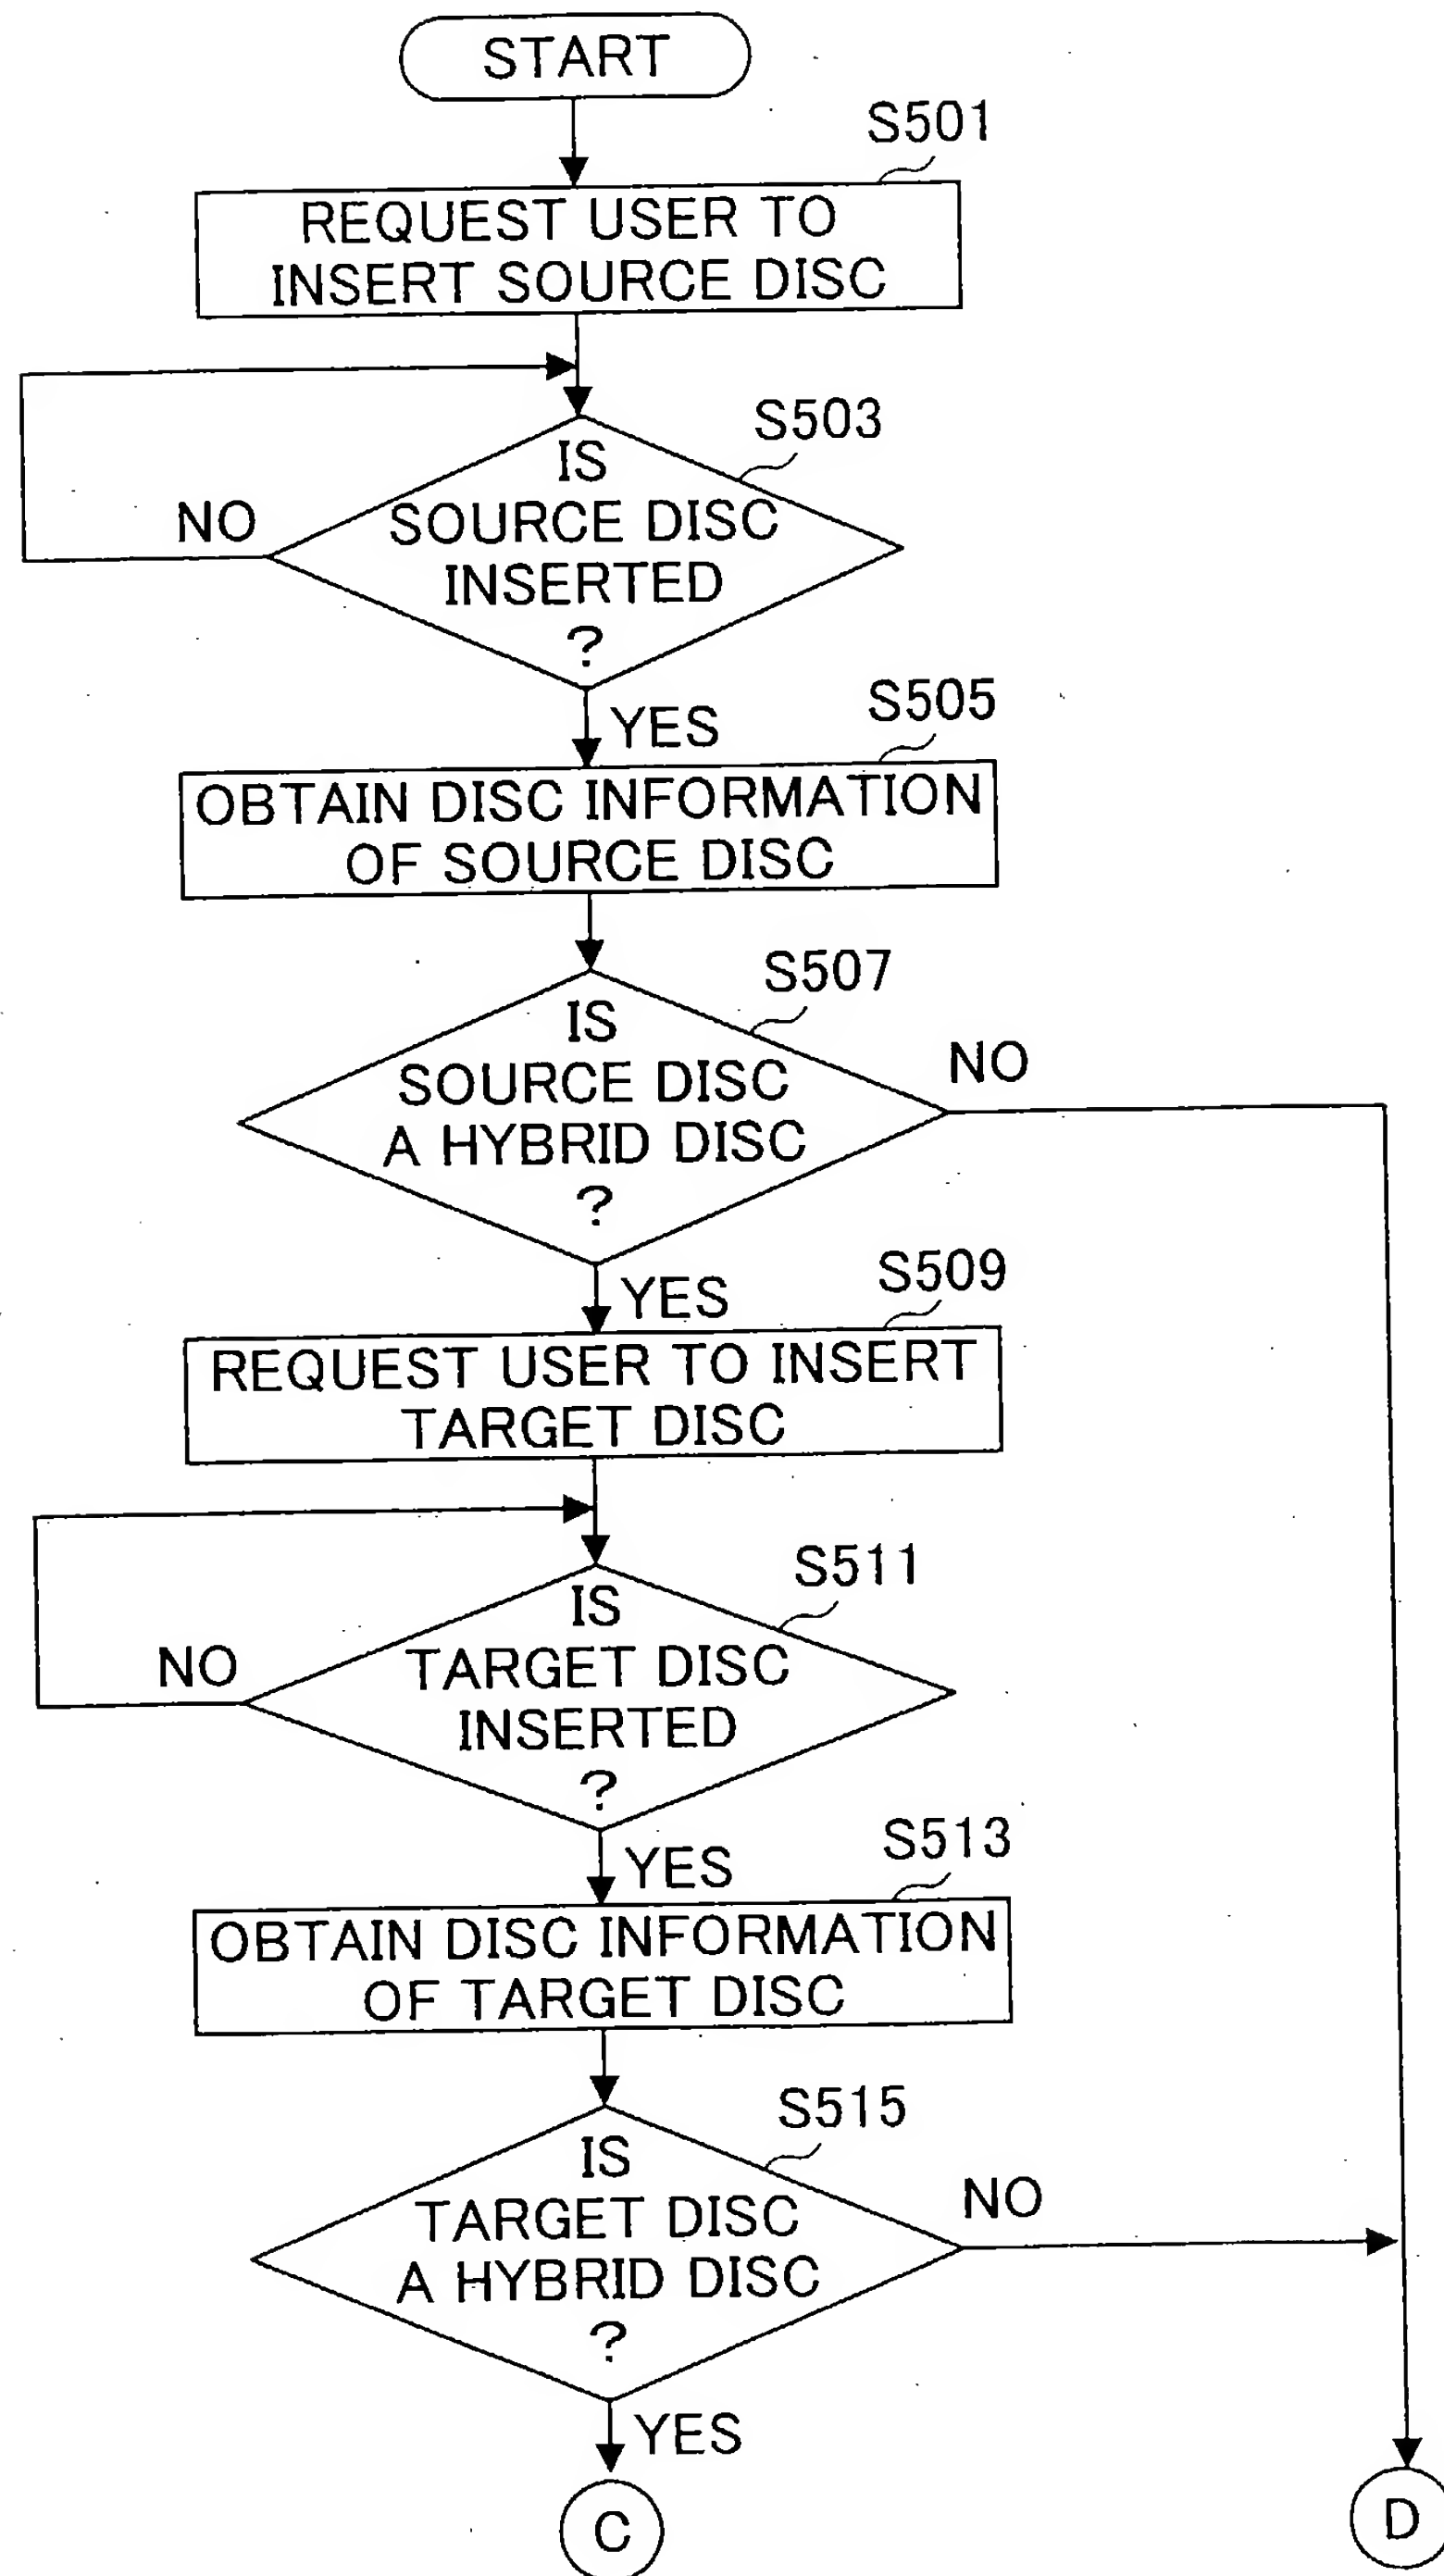 START
S501
REQUEST USER TO
INSERT SOURCE DISC
S503
IS
SOURCE DISC
INSERTED
?
NO
YES
S505
OBTAIN DISC INFORMATION
OF SOURCE DISC
S507
IS
SOURCE DISC
A HYBRID DISC
?
NO
YES
S509
REQUEST USER TO INSERT
TARGET DISC
S511
IS
TARGET DISC
INSERTED
?
NO
YES
S513
OBTAIN DISC INFORMATION
OF TARGET DISC
S515
IS
TARGET DISC
A HYBRID DISC
?
NO
YES
C
D